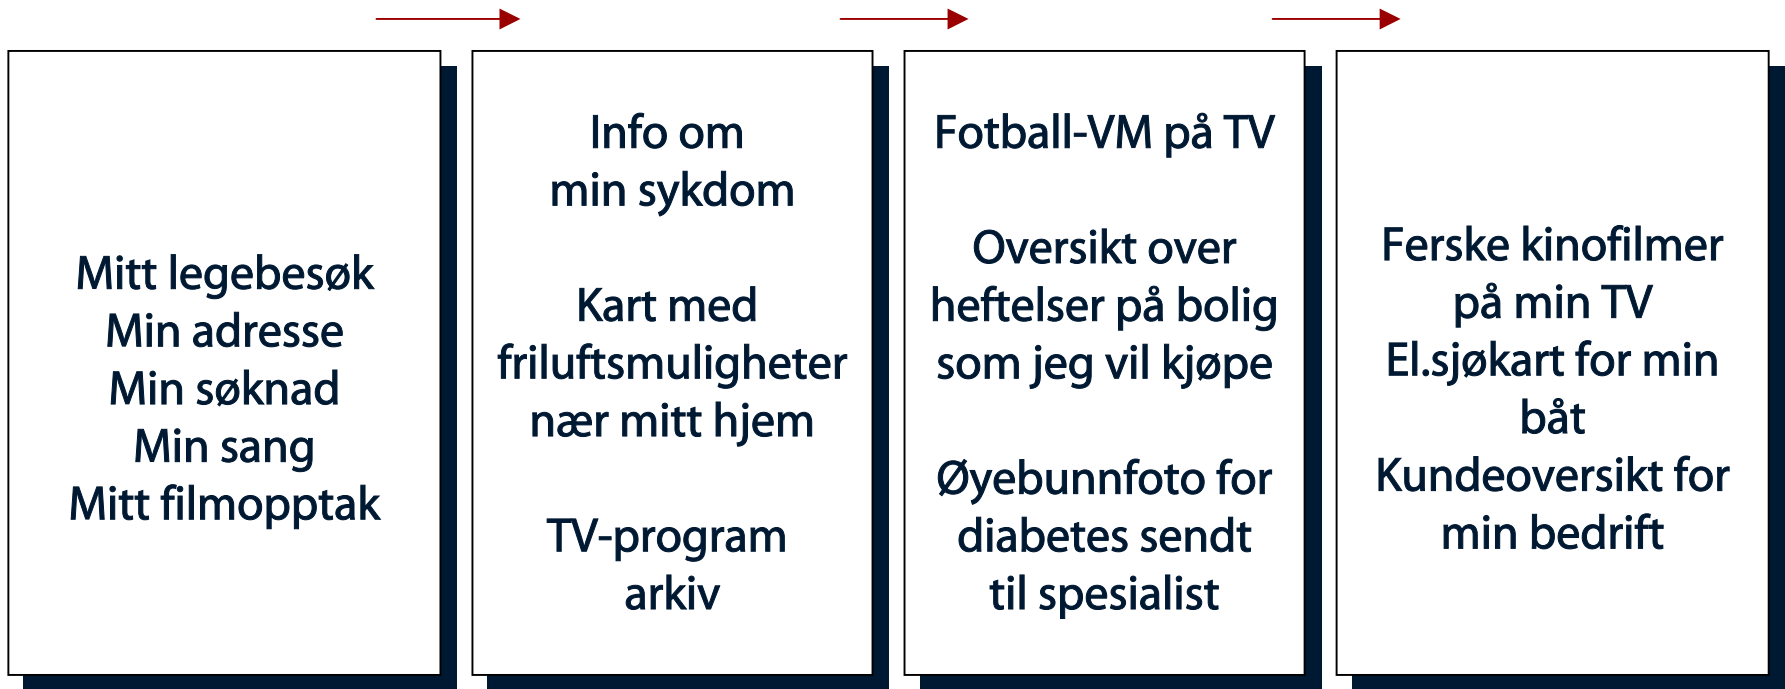 Mitt legebesøk
Min adresse
Min søknad
Min sang
Mitt filmopptak
Info om
min sykdom
Kart med
friluftsmuligheter
nær mitt hjem
TV-program
arkiv
Fotball-VM på TV
Oversikt over
heftelser på bolig
som jeg vil kjøpe
Øyebunnfoto for
diabetes sendt
til spesialist
Ferske kinofilmer
på min TV
El.sjøkart for min
båt
Kundeoversikt for
min bedrift